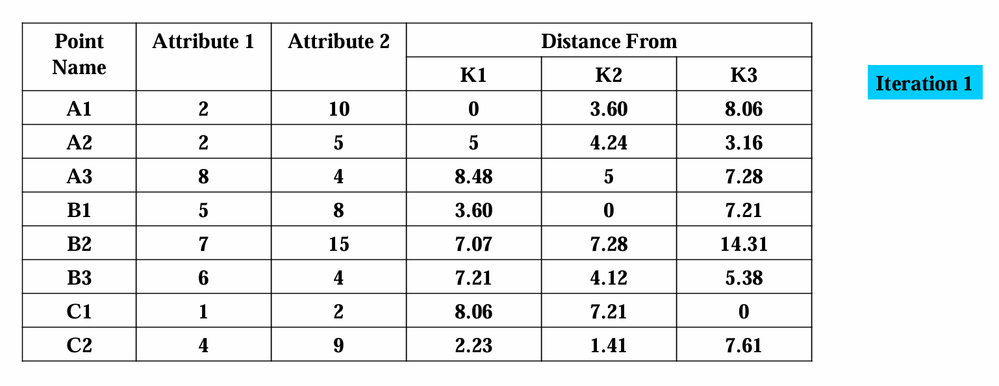 Point Name Attribute 1 Attribute 2 Distance From
K1 K2 K3
Iteration 1
A1 2 10 0 3.60 8.06
A2 2 5 5 4.24 3.16
A3 8 4 8.48 5 7.28
B1 5 8 3.60 0 7.21
B2 7 15 7.07 7.28 14.31
B3 6 4 7.21 4.12 5.38
C1 1 2 8.06 7.21 0
C2 4 9 2.23 1.41 7.61